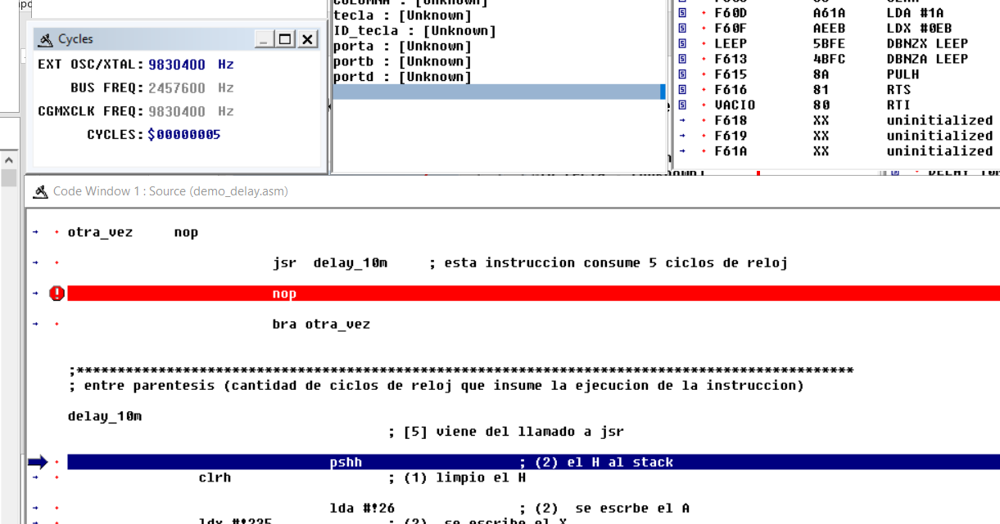 Cycles
EXT OSC/XTAL: 9830400 Hz
BUS FREQ: 2457600 Hz
CGMXCLK FREQ: 9830400 Hz
CYCLES: $00000005
COLUMNA : [Unknown]
tecla : [Unknown]
ID_tecla : [Unknown]
porta : [Unknown]
portb : [Unknown]
portd : [Unknown]
F60D A61A LDA #1A
F60F AEEB LDX #0EB
LEEP 5BFE DBNZX LEEP
F613 4BFC DBNZA LEEP
F615 8A PULH
F616 81 RTS
VACIO 80 RTI
F618 XX uninitialized
F619 XX uninitialized
F61A XX uninitialized
Code Window 1 : Source (demo_delay.asm)
otra_vez nop
jsr delay_10m ; esta instruccion consume 5 ciclos de reloj
nop
bra otra_vez
;***********************************************************************************************
; entre parentesis (cantidad de ciclos de reloj que insume la ejecucion de la instruccion)
delay_10m
; [5] viene del llamado a jsr
pshh ; (2) el H al stack
clrh ; (1) limpio el H
lda #!26 ; (2) se escrbe el A
ldx #!235 ; (2) se escribe el X